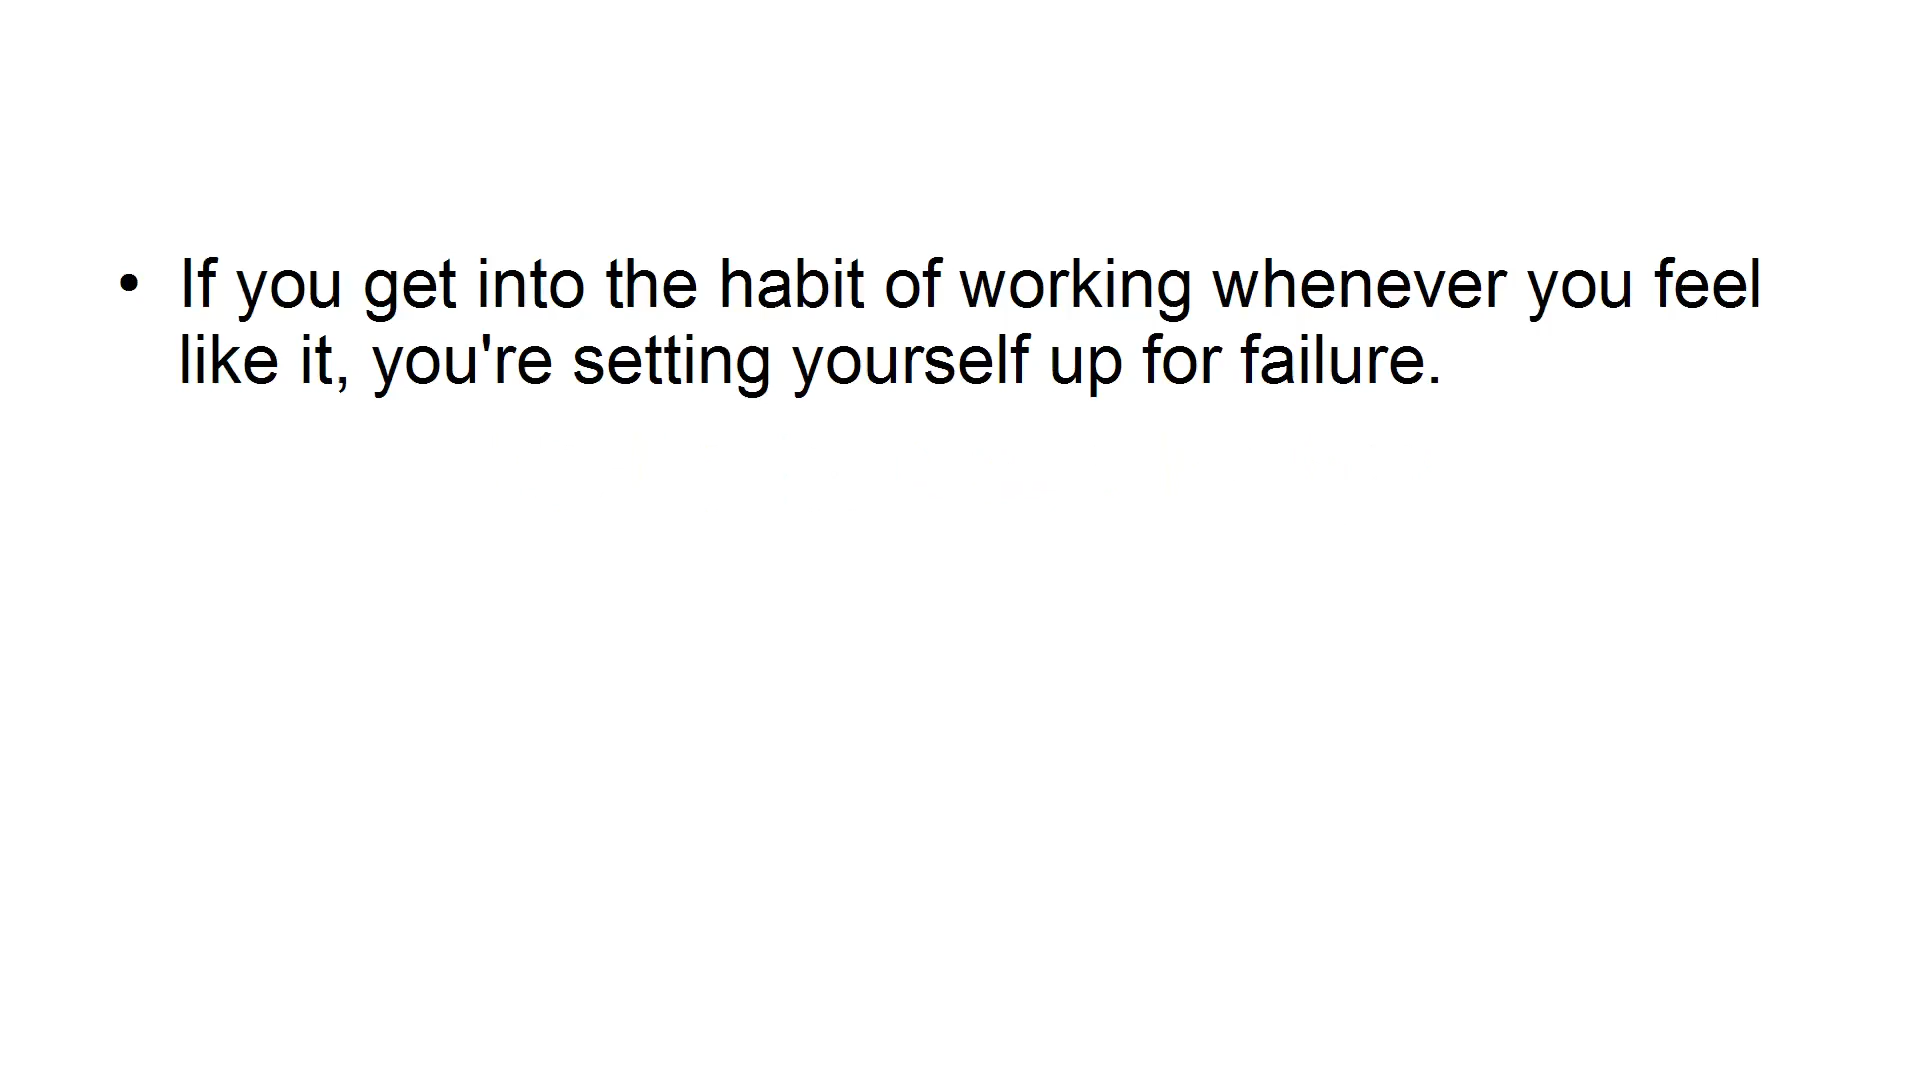 • If you get into the habit of working whenever you feel
like it, you're setting yourself up for failure.